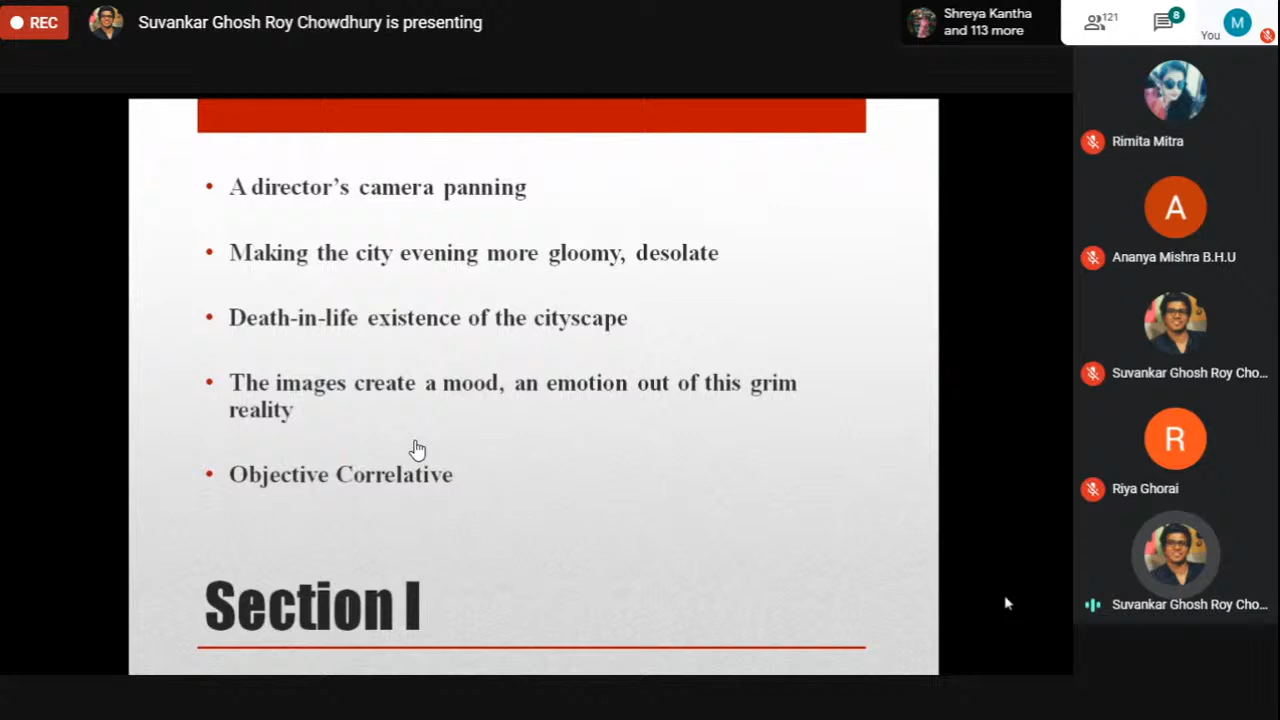 REC
Suvankar Ghosh Roy Chowdhury is presenting
Shreya Kantha
and 113 more
121
8
You
M
• A director's camera panning
• Making the city evening more gloomy, desolate
• Death-in-life existence of the cityscape
• The images create a mood, an emotion out of this grim
reality
• Objective Correlative
Section I
Rimita Mitra
A
Ananya Mishra B.H.U
Suvankar Ghosh Roy Cho...
R
Riya Ghorai
Suvankar Ghosh Roy Cho...